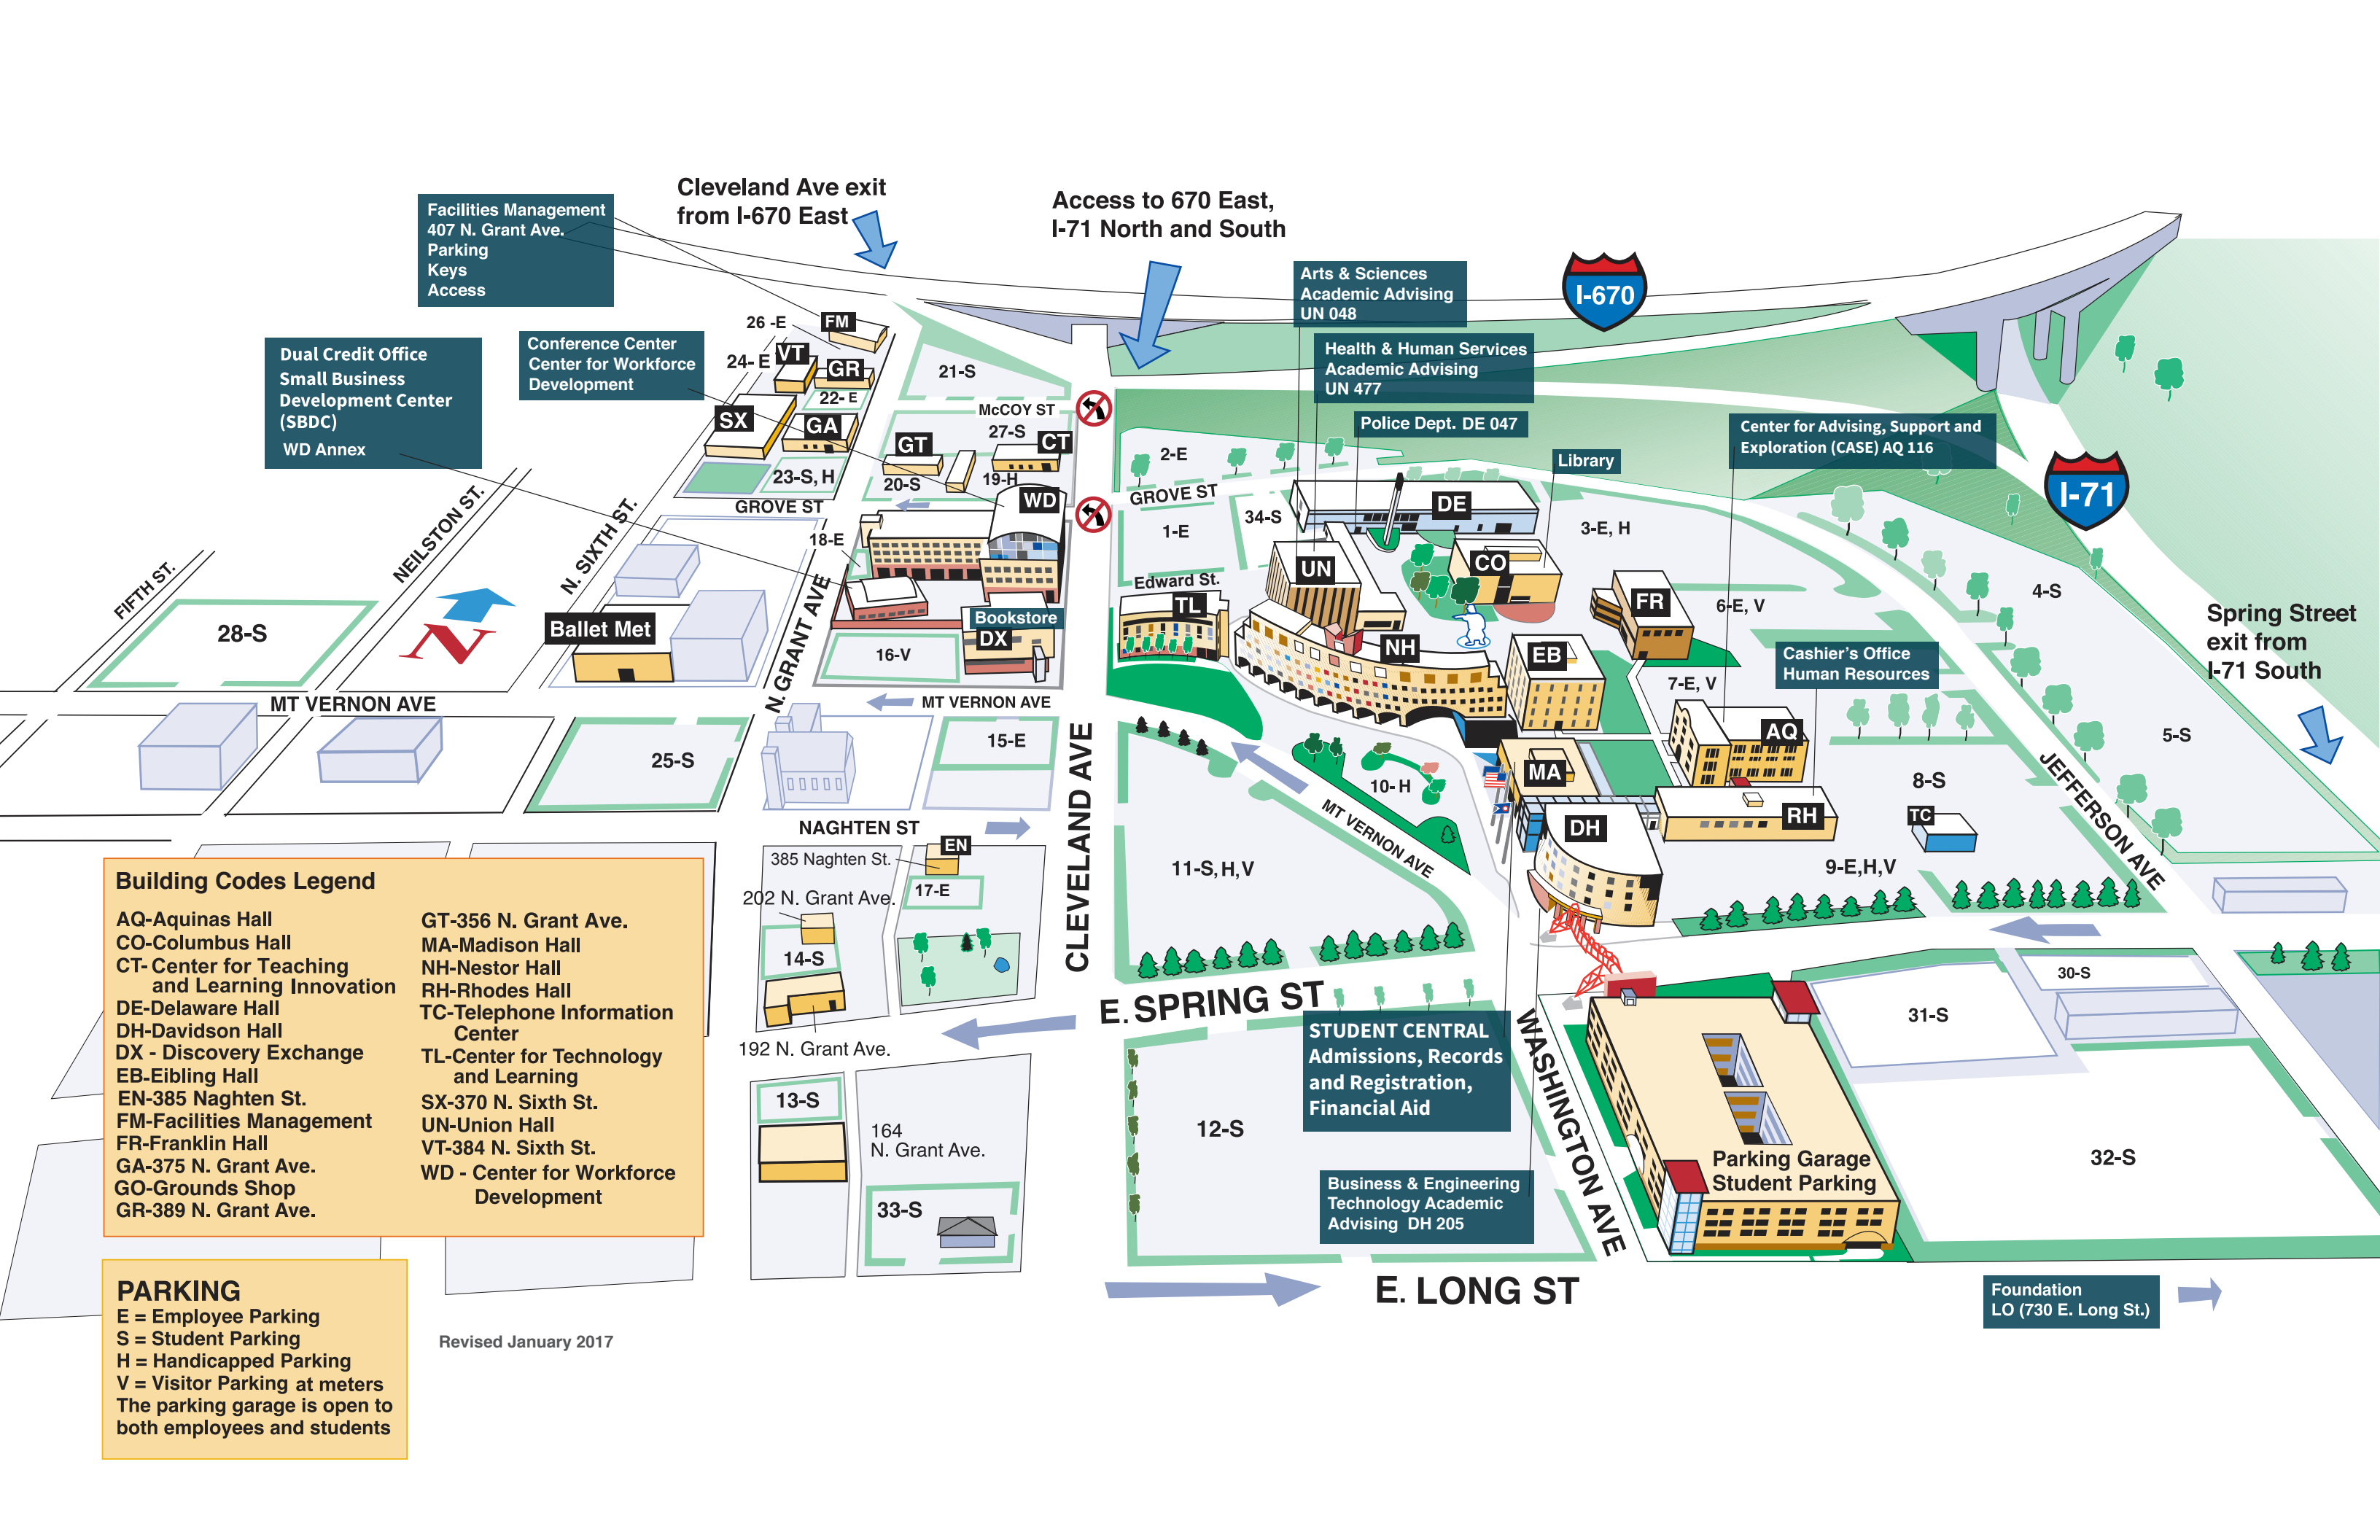 Cleveland Ave exit
from I-670 East
Access to 670 East,
I-71 North and South
Facilities Management
407 N. Grant Ave.
Parking
Keys
Access
Arts & Sciences
Academic Advising
UN 048
I-670
Health & Human Services
Academic Advising
UN 477
Police Dept. DE 047
Center for Advising, Support and
Exploration (CASE) AQ 116
Library
I-71
Dual Credit Office
Small Business
Development Center
(SBDC)
WD Annex
Conference Center
Center for Workforce
Development
26 -E
FM
24- E
VT
GR
22- E
SX
GA
23-S, H
GROVE ST
21-S
McCOY ST
27-S
GT
CT
20-S
19-H
WD
18-E
2-E
GROVE ST
1-E
34-S
DE
3-E, H
Edward St.
TL
UN
CO
FR
6-E, V
4-S
Spring Street
exit from
I-71 South
FIFTH ST.
NEILSTON ST.
N. SIXTH ST.
N. GRANT AVE
28-S
N
Ballet Met
16-V
Bookstore
DX
NH
EB
7-E, V
Cashier's Office
Human Resources
MT VERNON AVE
MT VERNON AVE
25-S
15-E
CLEVELAND AVE
10- H
MT VERNON AVE
MA
AQ
8-S
5-S
JEFFERSON AVE
NAGHTEN ST
DH
RH
TC
9-E,H,V
11-S, H, V
385 Naghten St.
EN
17-E
202 N. Grant Ave.
14-S
192 N. Grant Ave.
E. SPRING ST
STUDENT CENTRAL
Admissions, Records
and Registration,
Financial Aid
WASHINGTON AVE
30-S
31-S
13-S
164
N. Grant Ave.
33-S
12-S
Business & Engineering
Technology Academic
Advising DH 205
Parking Garage
Student Parking
32-S
E. LONG ST
Foundation
LO (730 E. Long St.)
Building Codes Legend
AQ-Aquinas Hall
CO-Columbus Hall
CT- Center for Teaching
and Learning Innovation
DE-Delaware Hall
DH-Davidson Hall
DX - Discovery Exchange
EB-Eibling Hall
EN-385 Naghten St.
FM-Facilities Management
FR-Franklin Hall
GA-375 N. Grant Ave.
GO-Grounds Shop
GR-389 N. Grant Ave.
GT-356 N. Grant Ave.
MA-Madison Hall
NH-Nestor Hall
RH-Rhodes Hall
TC-Telephone Information
Center
TL-Center for Technology
and Learning
SX-370 N. Sixth St.
UN-Union Hall
VT-384 N. Sixth St.
WD - Center for Workforce
Development
PARKING
E = Employee Parking
S = Student Parking
H = Handicapped Parking
V = Visitor Parking at meters
The parking garage is open to
both employees and students
Revised January 2017